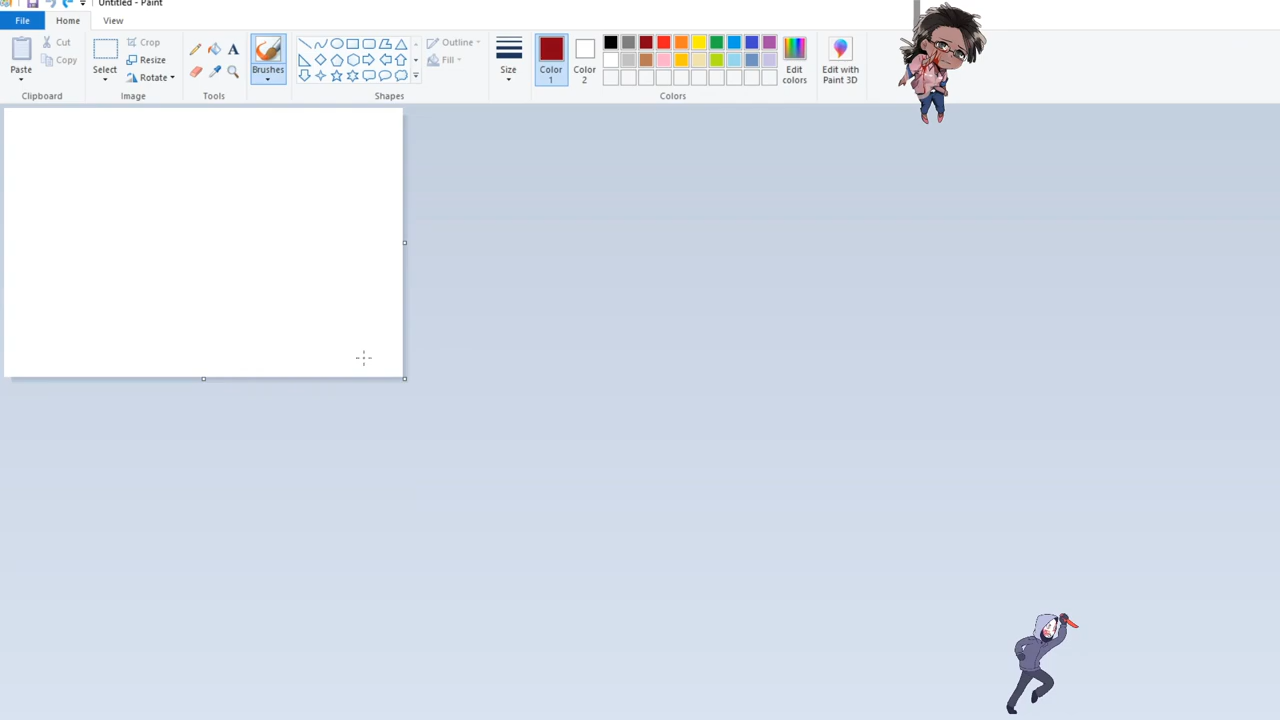 Untitled - Paint
File Home View
Paste
Cut
Copy
Clipboard
Select
Crop
Resize
Rotate
Image
A
Tools
Brushes
Shapes
Outline
Fill
Size
Color 1
Color 2
Colors
Edit colors
Edit with Paint 3D